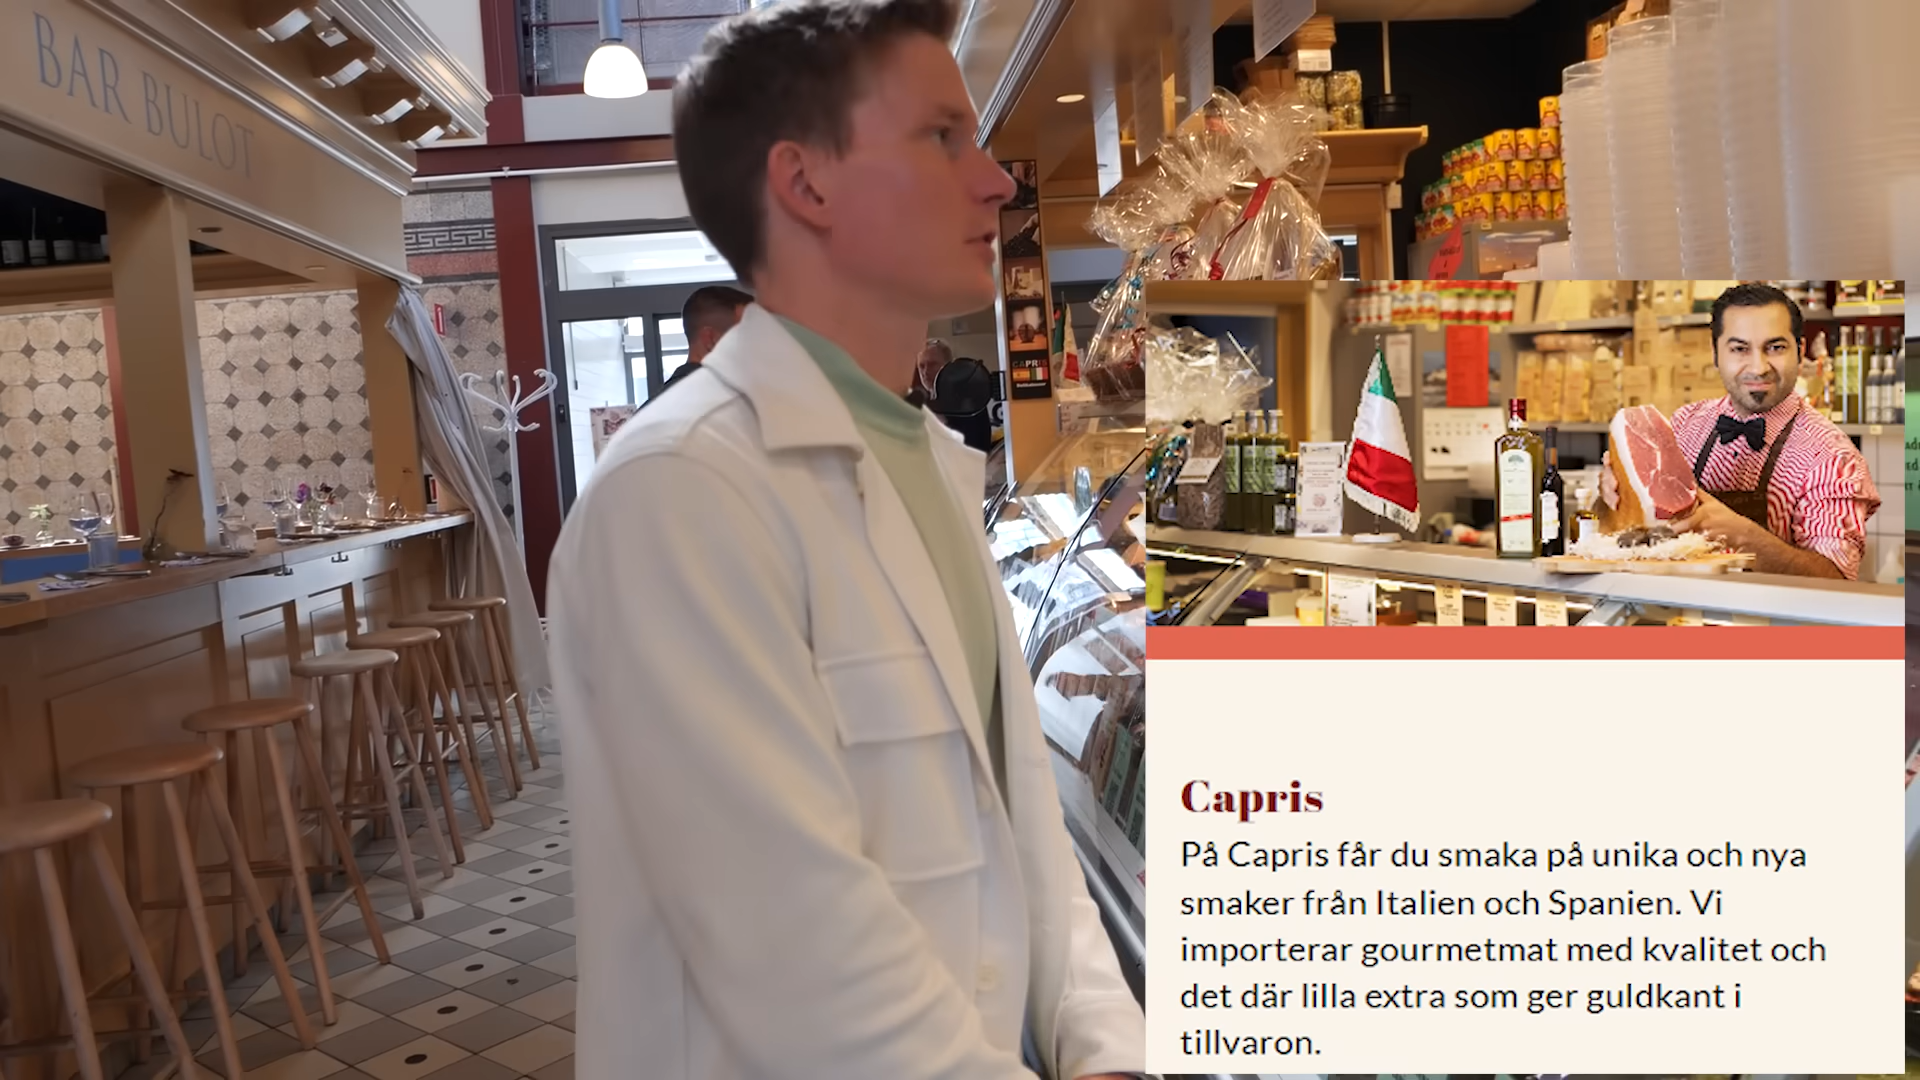 BAR BULOT
CAPRIS
Capris
På Capris får du smaka på unika och nya
smaker från Italien och Spanien. Vi
importerar gourmetmat med kvalitet och
det där lilla extra som ger guldkant i
tillvaron.